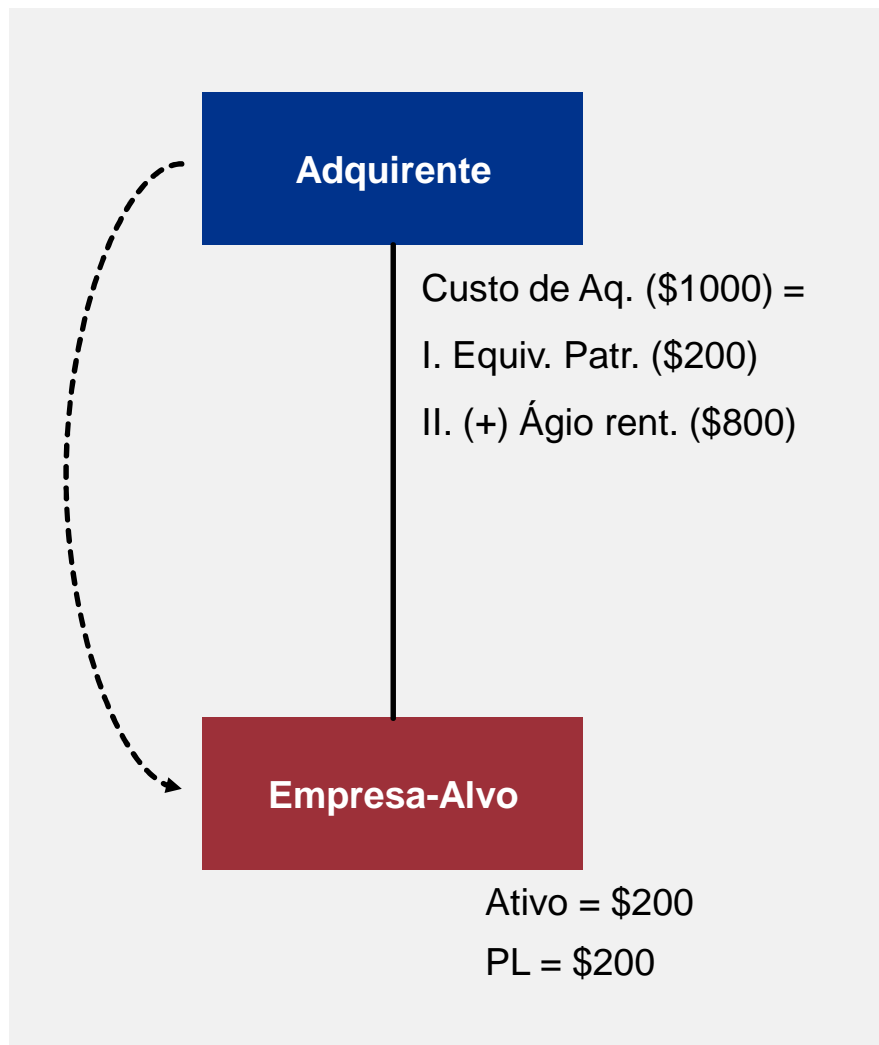 Adquirente
Custo de Aq. ($1000) =
I. Equiv. Patr. ($200)
II. (+) Ágio rent. ($800)
Empresa-Alvo
Ativo = $200
PL = $200